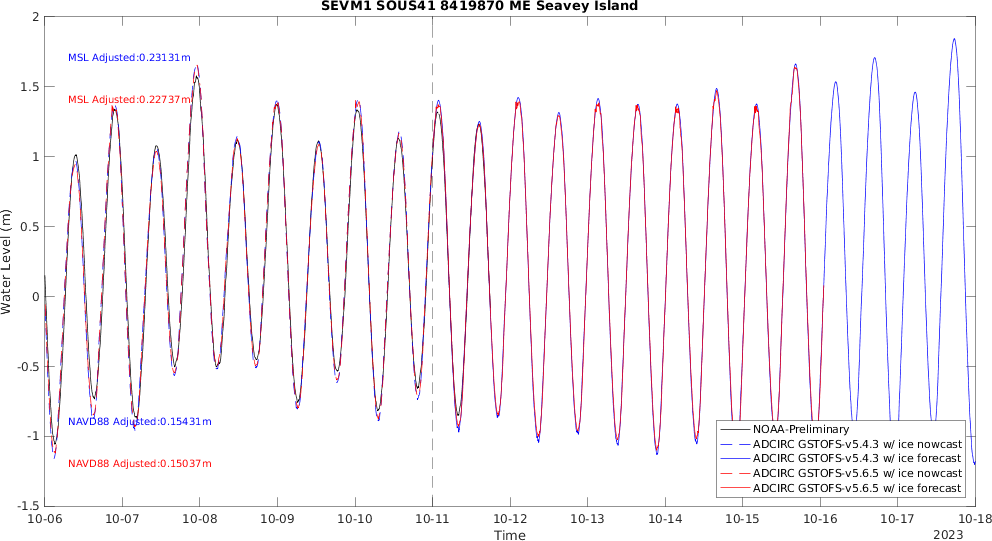 SEVM1 SOUS41 8419870 ME Seavey Island
2
1.5
1
0.5
0
-0.5
-1
-1.5
Water Level (m)
MSL Adjusted:0.23131m
MSL Adjusted:0.22737m
NAVD88 Adjusted:0.15431m
NAVD88 Adjusted:0.15037m
NOAA-Preliminary
ADCIRC GSTOFS-v5.4.3 w/ ice nowcast
ADCIRC GSTOFS-v5.4.3 w/ ice forecast
ADCIRC GSTOFS-v5.6.5 w/ ice nowcast
ADCIRC GSTOFS-v5.6.5 w/ ice forecast
10-06 10-07 10-08 10-09 10-10 10-11 10-12 10-13 10-14 10-15 10-16 10-17 10-18
Time
2023